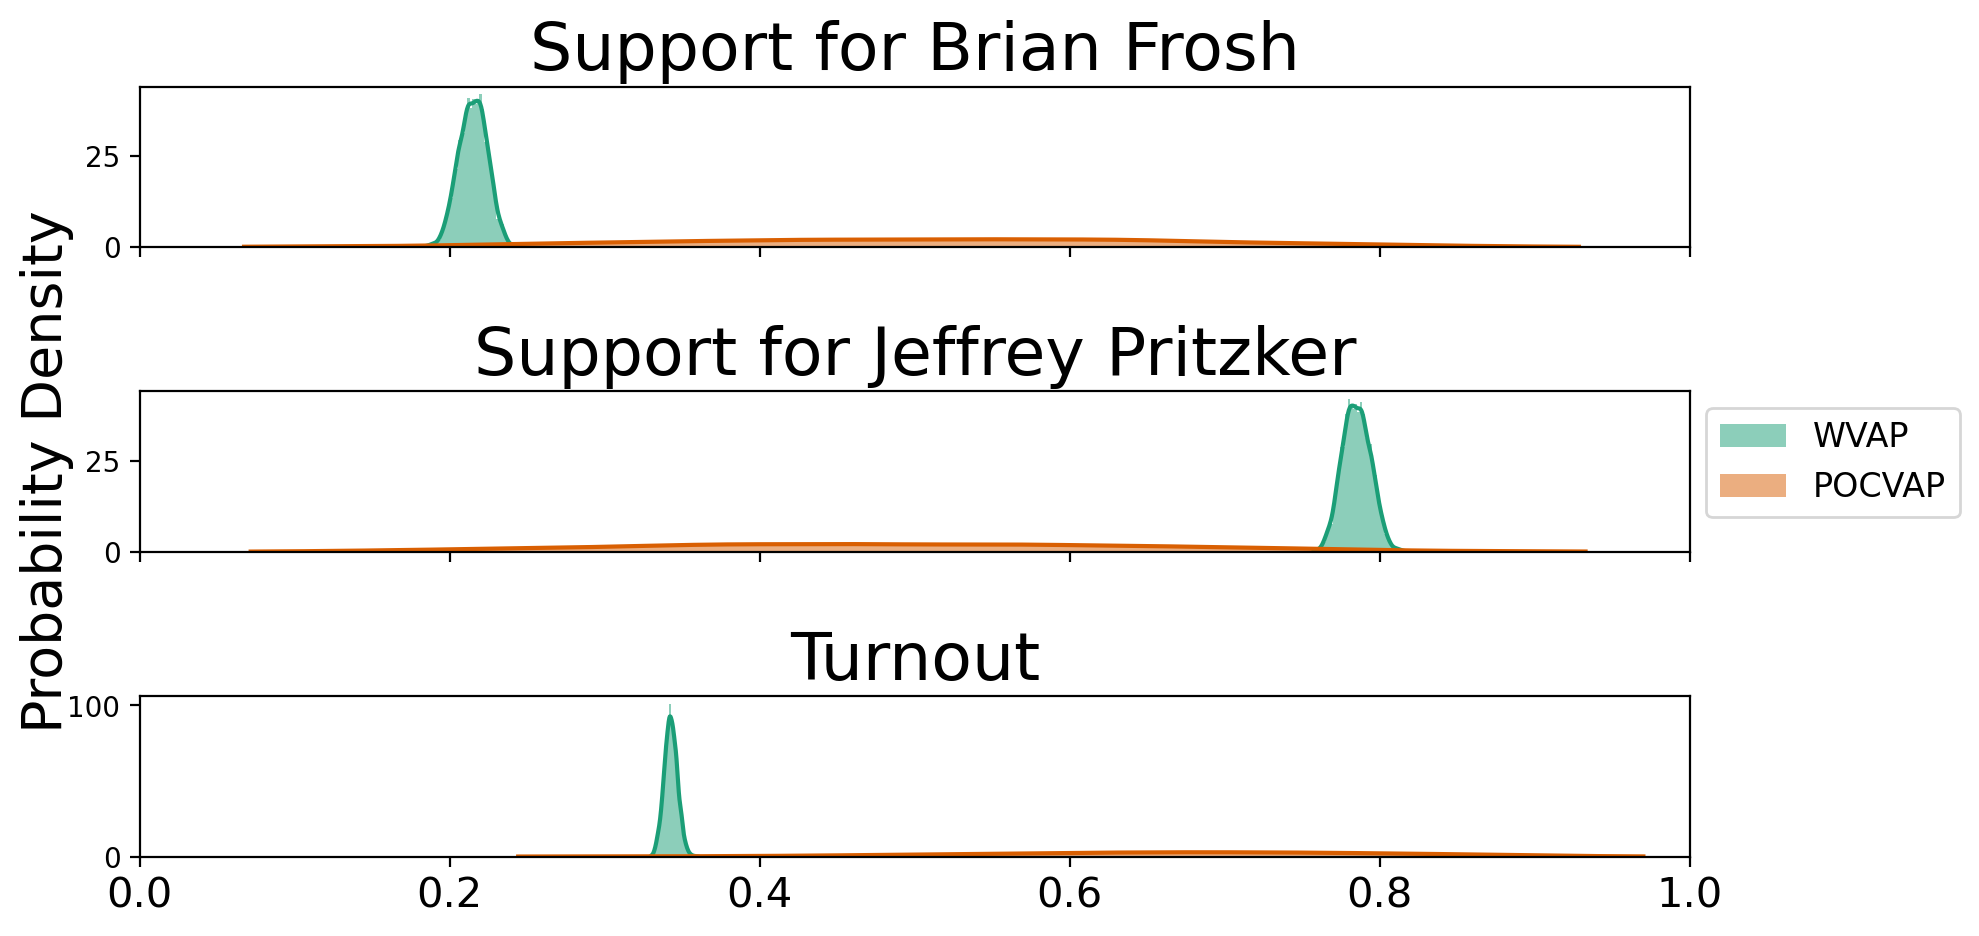 Support for Brian Frosh
25
0
Support for Jeffrey Pritzker
25
0
WVAP
POCVAP
Turnout
100
0
0.0 0.2 0.4 0.6 0.8 1.0
Probability Density